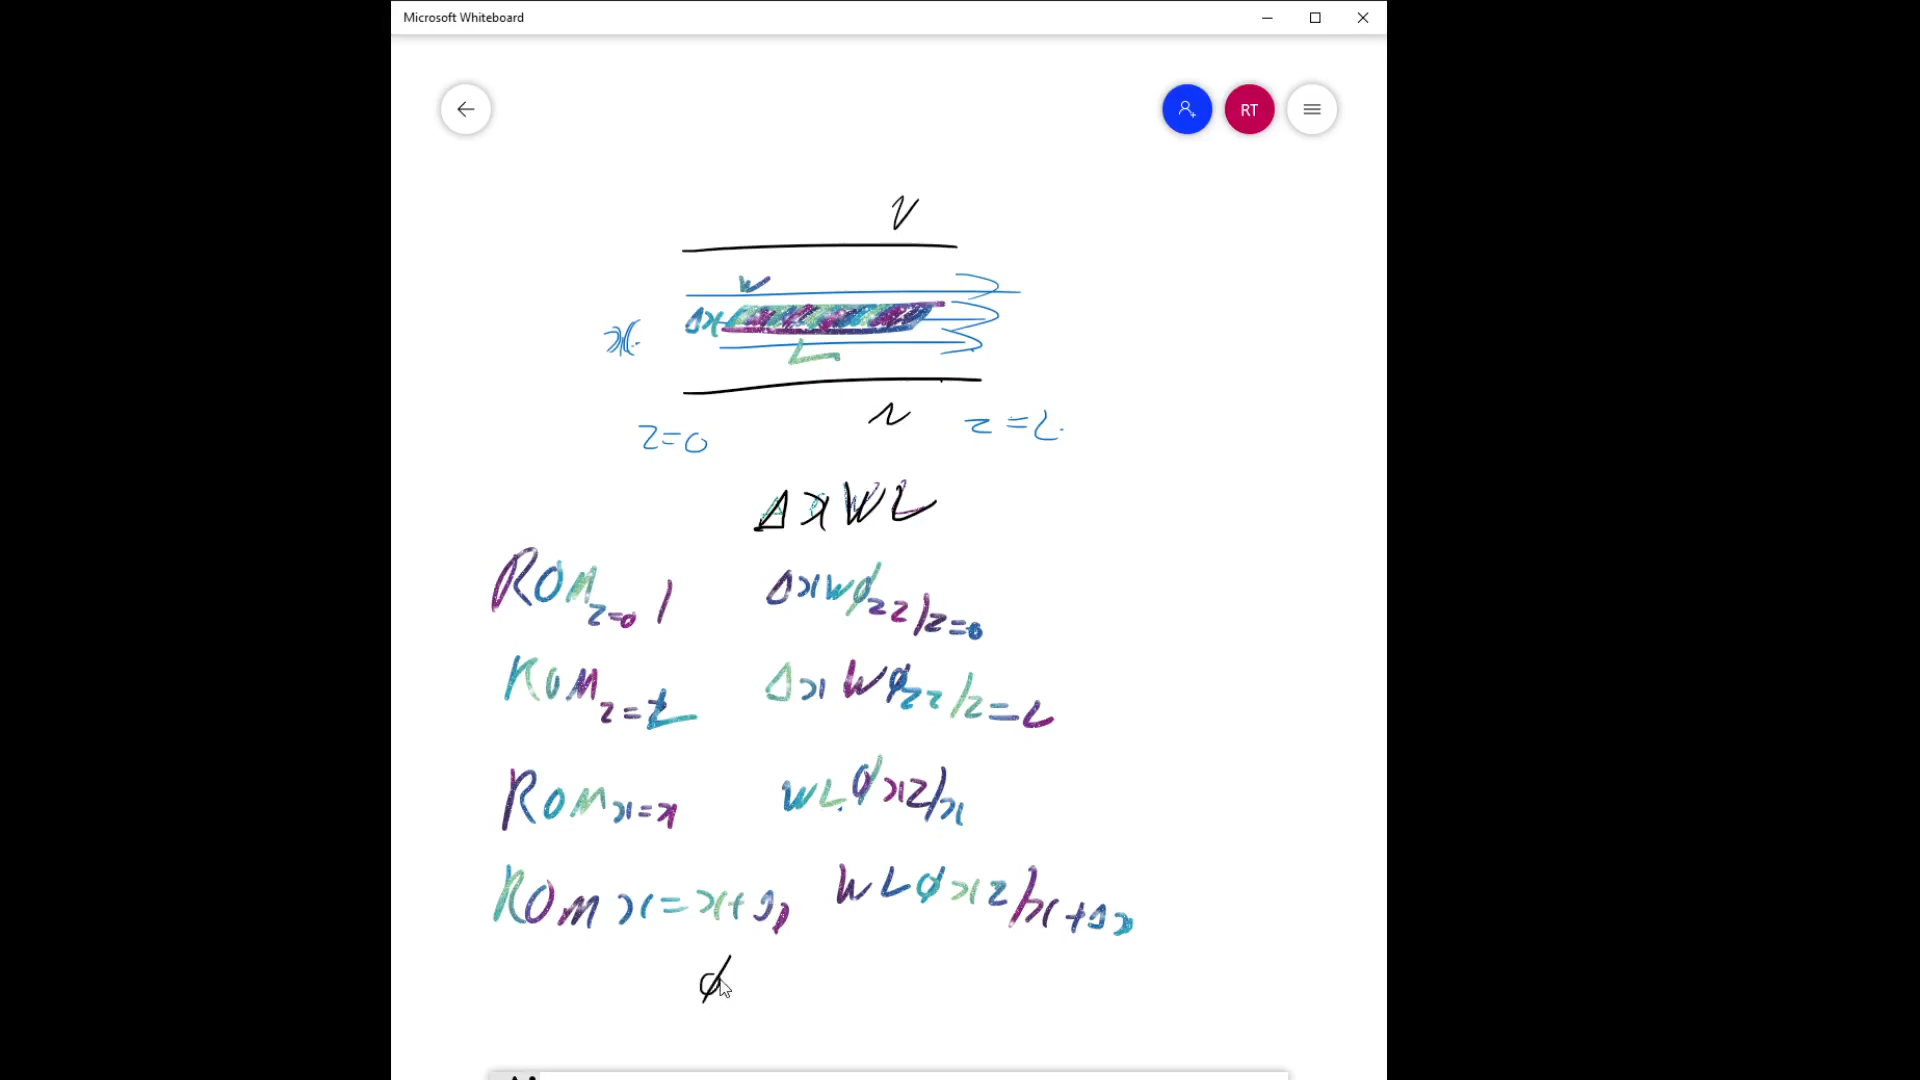 Microsoft Whiteboard
RT
V
W
Δx
x
L
z=0
z=L
ΔxWL
ROM z=0 | ΔxWϕzz/z=0
ROM z=L ΔxWϕzz/z=L
ROM x=x WLϕxz/x
ROM x=x+Δx WLϕxz/x+Δx
ϕ